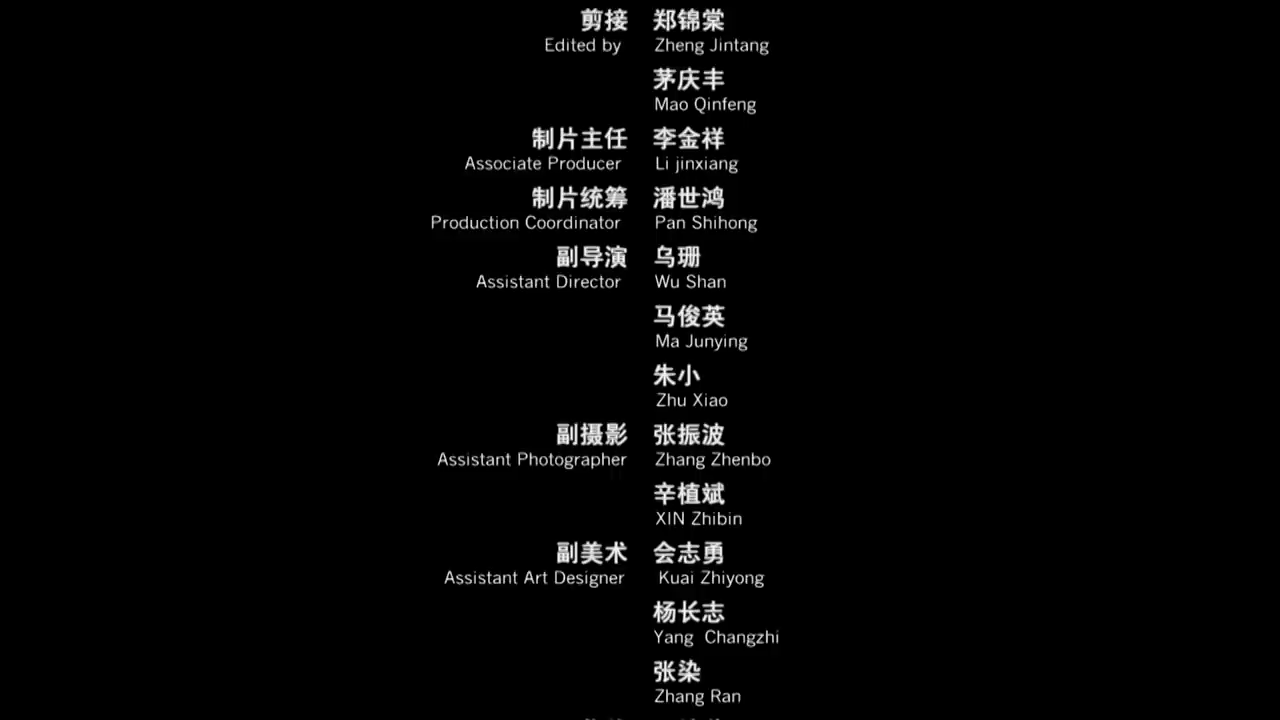 剪接 郑锦棠
Edited by Zheng Jintang
茅庆丰
Mao Qinfeng
制片主任 李金祥
Associate Producer Li jinxiang
制片统筹 潘世鸿
Production Coordinator Pan Shihong
副导演 乌珊
Assistant Director Wu Shan
马俊英
Ma Junying
朱小
Zhu Xiao
副摄影 张振波
Assistant Photographer Zhang Zhenbo
辛植斌
XIN Zhibin
副美术 会志勇
Assistant Art Designer Kuai Zhiyong
杨长志
Yang Changzhi
张染
Zhang Ran